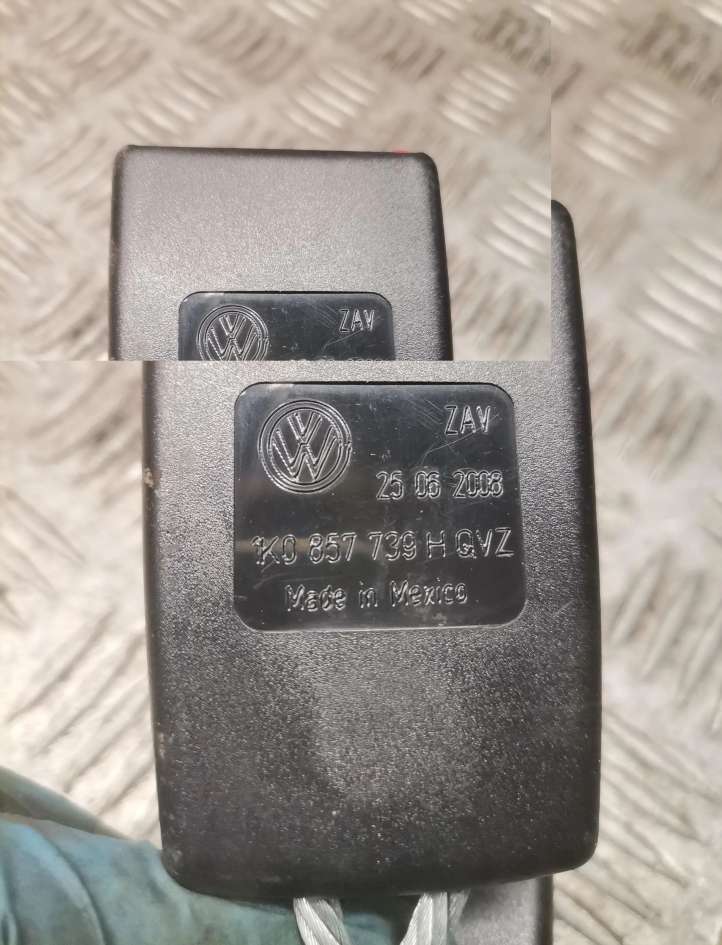 ZAV
ZAV
25 06 2008
1K0 857 739 H QVZ
Made in Mexico